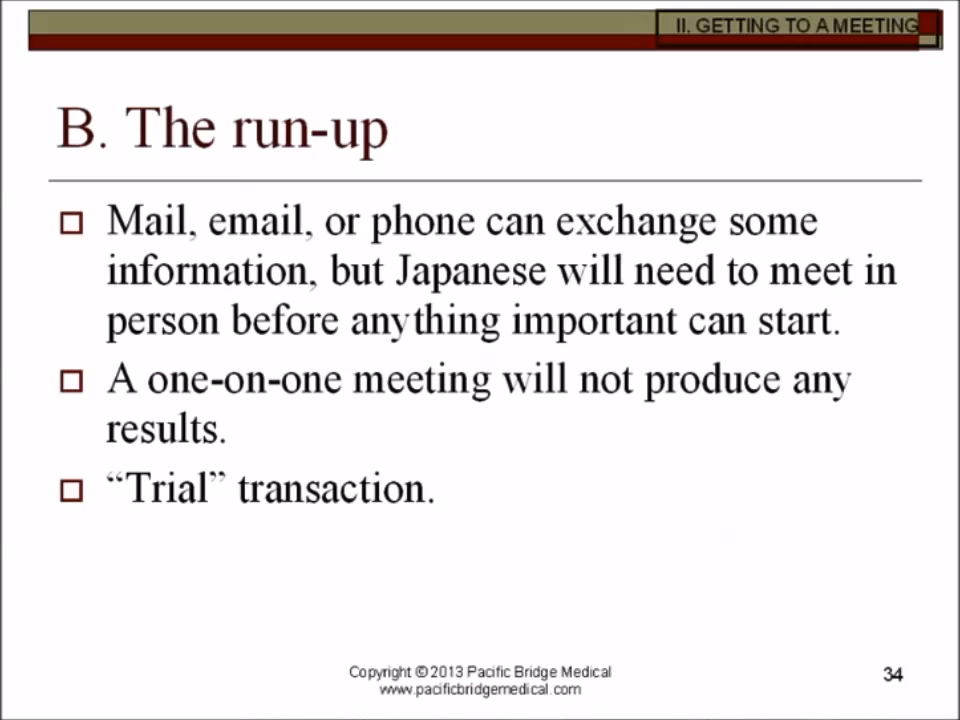 II. GETTING TO A MEETING
B. The run-up
Mail, email, or phone can exchange some
information, but Japanese will need to meet in
person before anything important can start.
A one-on-one meeting will not produce any
results.
“Trial” transaction.
Copyright © 2013 Pacific Bridge Medical
www.pacificbridgemedical.com
34